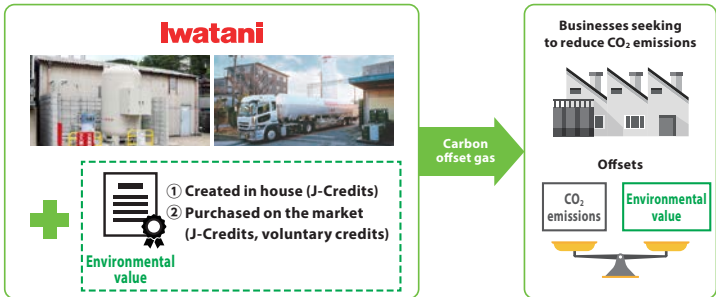 Iwatani
① Created in house (J-Credits)
② Purchased on the market
(J-Credits, voluntary credits)
Environmental
value
Carbon
offset gas
Businesses seeking
to reduce CO₂ emissions
Offsets
CO₂
emissions
Environmental
value